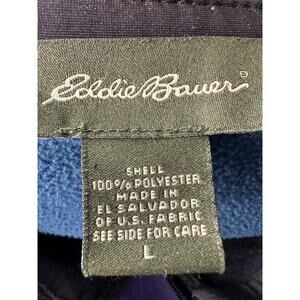 Eddie Bauer®
SHELL
100% POLYESTER
MADE IN
EL SALVADOR
OF U.S. FABRIC
SEE SIDE FOR CARE
L